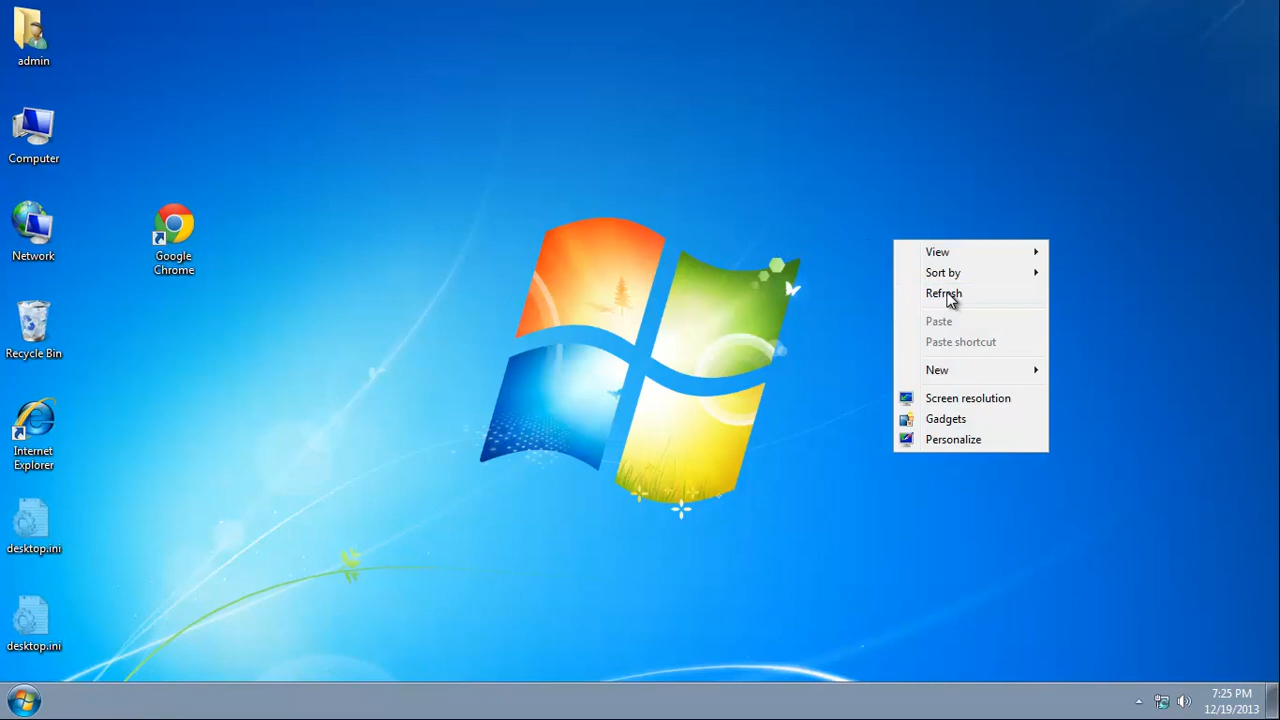 admin
Computer
Network
Google
Chrome
Recycle Bin
Internet
Explorer
desktop.ini
desktop.ini
View
Sort by
Refresh
Paste
Paste shortcut
New
Screen resolution
Gadgets
Personalize
7:25 PM
12/19/2013